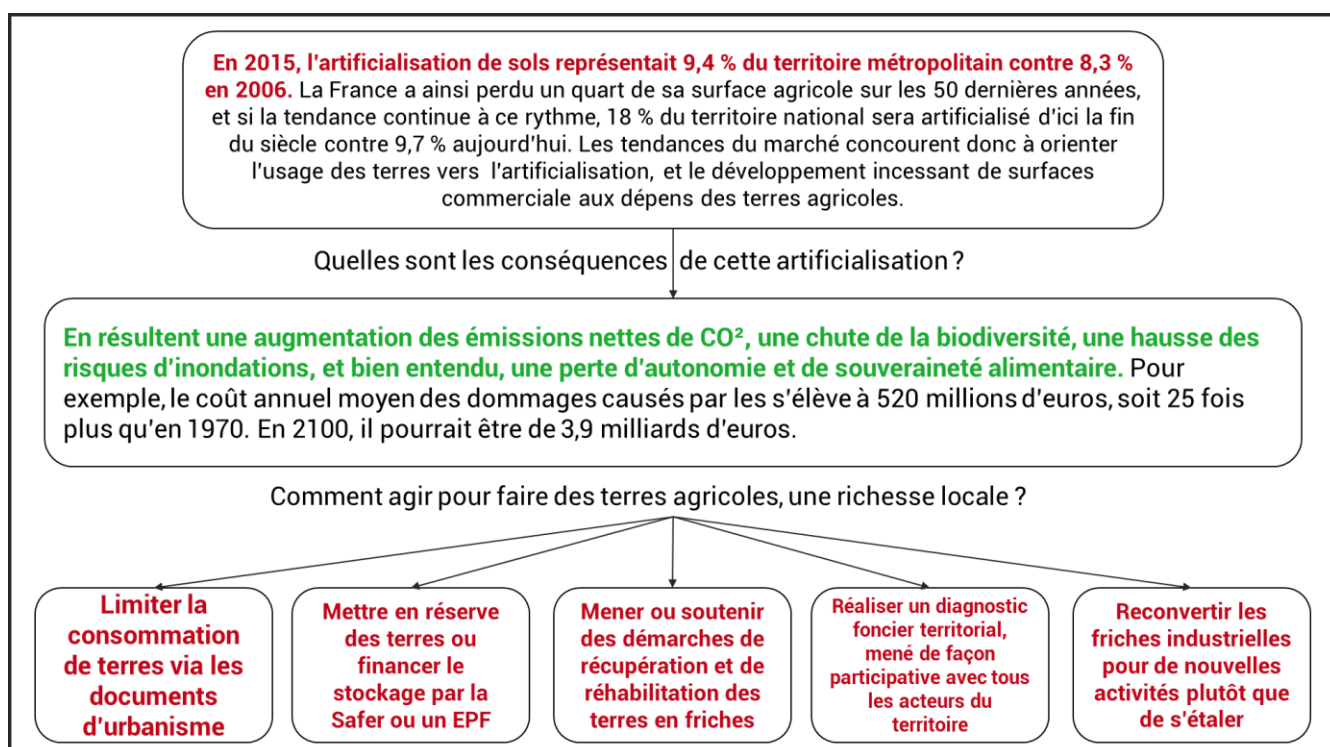 En 2015, l'artificialisation de sols représentait 9,4 % du territoire métropolitain contre 8,3 %
en 2006. La France a ainsi perdu un quart de sa surface agricole sur les 50 dernières années,
et si la tendance continue à ce rythme, 18 % du territoire national sera artificialisé d'ici la fin
du siècle contre 9,7 % aujourd'hui. Les tendances du marché concourent donc à orienter
l'usage des terres vers l'artificialisation, et le développement incessant de surfaces
commerciale aux dépens des terres agricoles.
Quelles sont les conséquences de cette artificialisation ?
En résultent une augmentation des émissions nettes de CO², une chute de la biodiversité, une hausse des
risques d'inondations, et bien entendu, une perte d'autonomie et de souveraineté alimentaire. Pour
exemple, le coût annuel moyen des dommages causés par les s'élève à 520 millions d'euros, soit 25 fois
plus qu'en 1970. En 2100, il pourrait être de 3,9 milliards d'euros.
Comment agir pour faire des terres agricoles, une richesse locale ?
Limiter la
consommation
de terres via les
documents
d'urbanisme
Mettre en réserve
des terres ou
financer le
stockage par la
Safer ou un EPF
Mener ou soutenir
des démarches de
récupération et de
réhabilitation des
terres en friches
Réaliser un diagnostic
foncier territorial,
mené de façon
participative avec tous
les acteurs du
territoire
Reconvertir les
friches industrielles
pour de nouvelles
activités plutôt que
de s'étaler